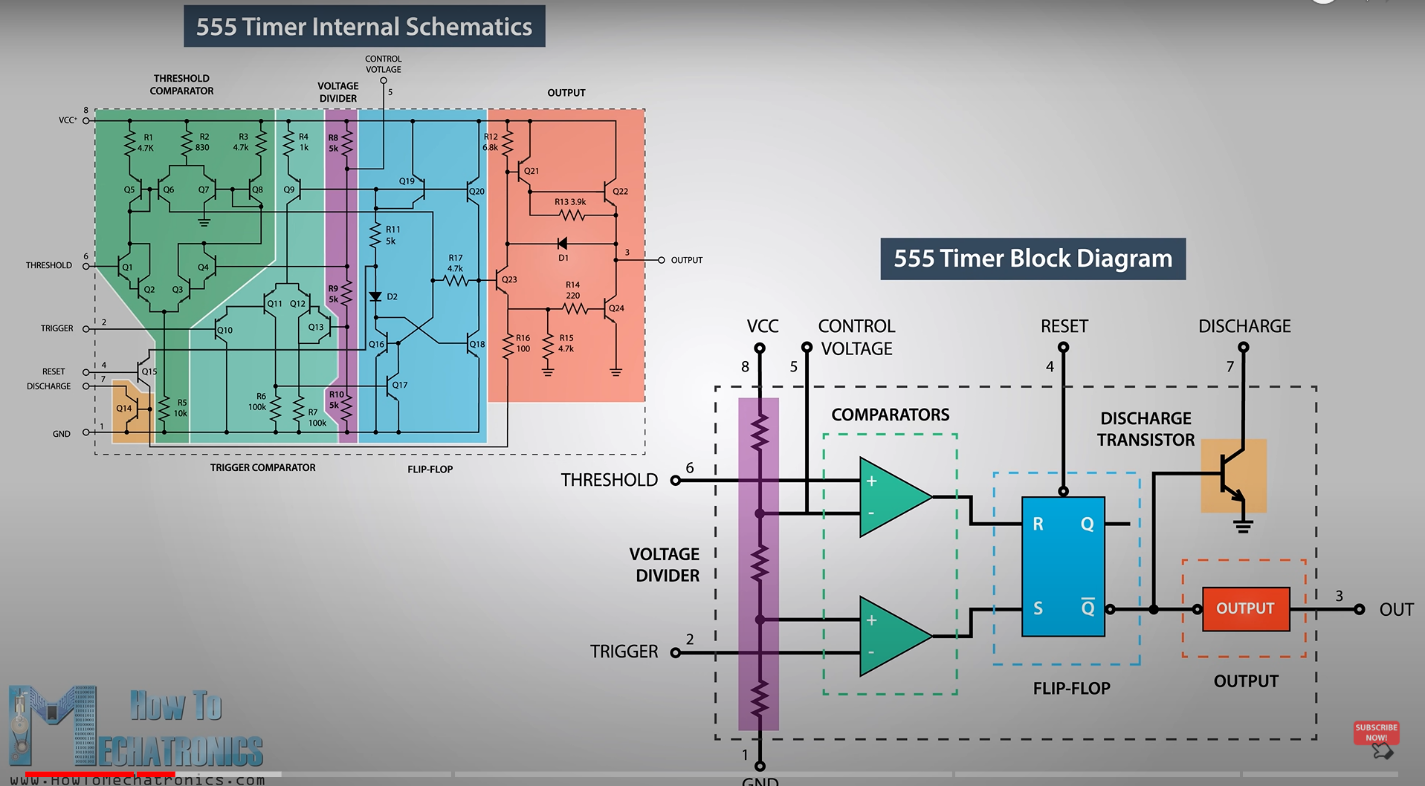 555 Timer Internal Schematics
CONTROL
VOTLAGE
5
THRESHOLD
COMPARATOR
VOLTAGE
DIVIDER
OUTPUT
8
VCC+
R1
4.7K
R2
830
R3
4.7k
R4
1k
R8
5k
R12
6.8k
Q5
Q6
Q7
Q8
Q9
Q19
Q20
Q21
Q22
R13 3.9k
R11
5k
D1
6
THRESHOLD
Q1
Q2
Q3
Q4
R17
4.7k
3
OUTPUT
Q23
R9
5k
D2
R14
220
Q24
Q11
Q12
Q13
2
TRIGGER
Q10
Q16
Q18
R16
100
R15
4.7k
4
RESET
Q15
7
DISCHARGE
Q17
Q14
R5
10k
R6
100k
R7
100k
R10
5k
1
GND
TRIGGER COMPARATOR
FLIP-FLOP
555 Timer Block Diagram
VCC
CONTROL
VOLTAGE
RESET
DISCHARGE
8
5
4
7
COMPARATORS
DISCHARGE
TRANSISTOR
THRESHOLD
6
+
-
R
Q
VOLTAGE
DIVIDER
S
Q̅
OUTPUT
3
OUT
+
-
TRIGGER
2
FLIP-FLOP
OUTPUT
1
GND
How To
MECHATRONICS
www.HowToMechatronics.com
SUBSCRIBE
NOW!